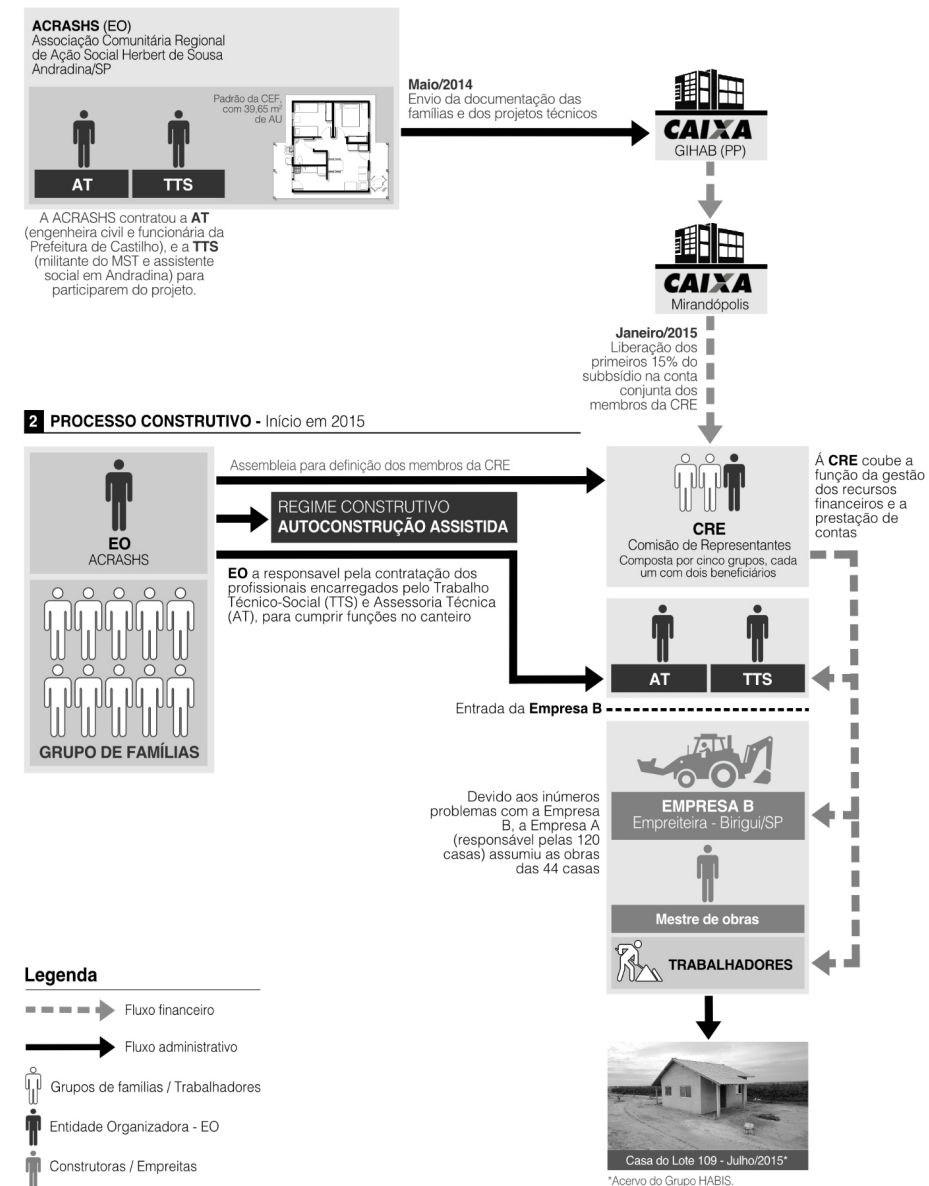 ACRASHS (EO)
Associação Comunitária Regional
de Ação Social Herbert de Sousa
Andradina/SP
Padrão da CEF,
com 39,65 m²
de AU
AT
TTS
A ACRASHS contratou a AT
(engenheira civil e funcionária da
Prefeitura de Castilho), e a TTS
(militante do MST e assistente
social em Andradina) para
participarem do projeto.
Maio/2014
Envio da documentação das
famílias e dos projetos técnicos
CAIXA
GIHAB (PP)
CAIXA
Mirandópolis
Janeiro/2015
Liberação dos
primeiros 15% do
subbsídio na conta
conjunta dos
membros da CRE
2 PROCESSO CONSTRUTIVO - Início em 2015
EO
ACRASHS
GRUPO DE FAMÍLIAS
Assembleia para definição dos membros da CRE
REGIME CONSTRUTIVO
AUTOCONSTRUÇÃO ASSISTIDA
EO a responsavel pela contratação dos
profissionais encarregados pelo Trabalho
Técnico-Social (TTS) e Assessoria Técnica
(AT), para cumprir funções no canteiro
CRE
Comisão de Representantes
Composta por cinco grupos, cada
um com dois beneficiários
Á CRE coube a
função da gestão
dos recursos
financeiros e a
prestação de
contas
AT
TTS
Entrada da Empresa B
Devido aos inúmeros
problemas com a Empresa
B, a Empresa A
(responsável pelas 120
casas) assumiu as obras
das 44 casas
EMPRESA B
Empreiteira - Birigui/SP
Mestre de obras
TRABALHADORES
Casa do Lote 109 - Julho/2015*
*Acervo do Grupo HABIS.
Legenda
Fluxo financeiro
Fluxo administrativo
Grupos de familias / Trabalhadores
Entidade Organizadora - EO
Construtoras / Empreitas